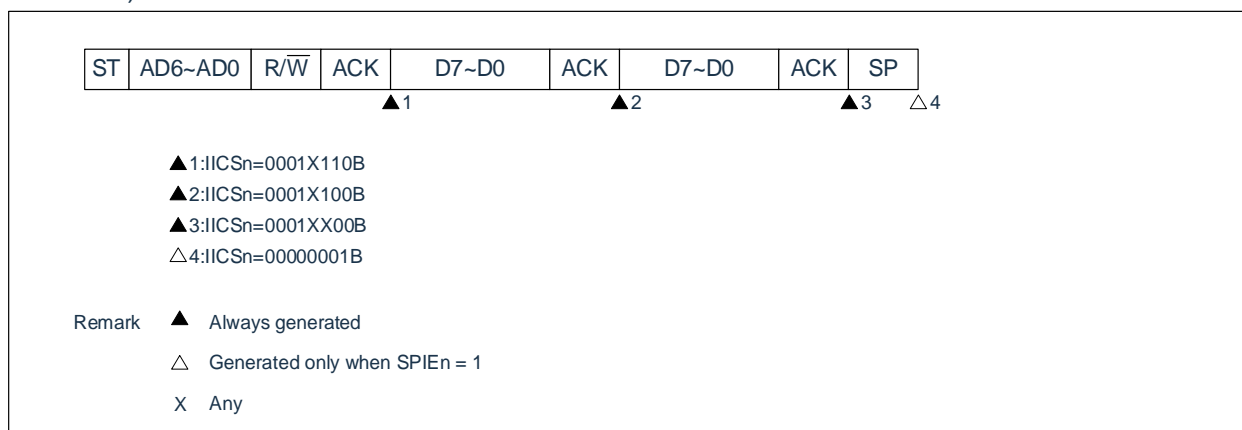 ST AD6~AD0 R/W̅ ACK D7~D0 ACK D7~D0 ACK SP
▲1 ▲2 ▲3 △4
▲1:IICSn=0001X110B
▲2:IICSn=0001X100B
▲3:IICSn=0001XX00B
△4:IICSn=00000001B
Remark ▲ Always generated
△ Generated only when SPIEn = 1
X Any